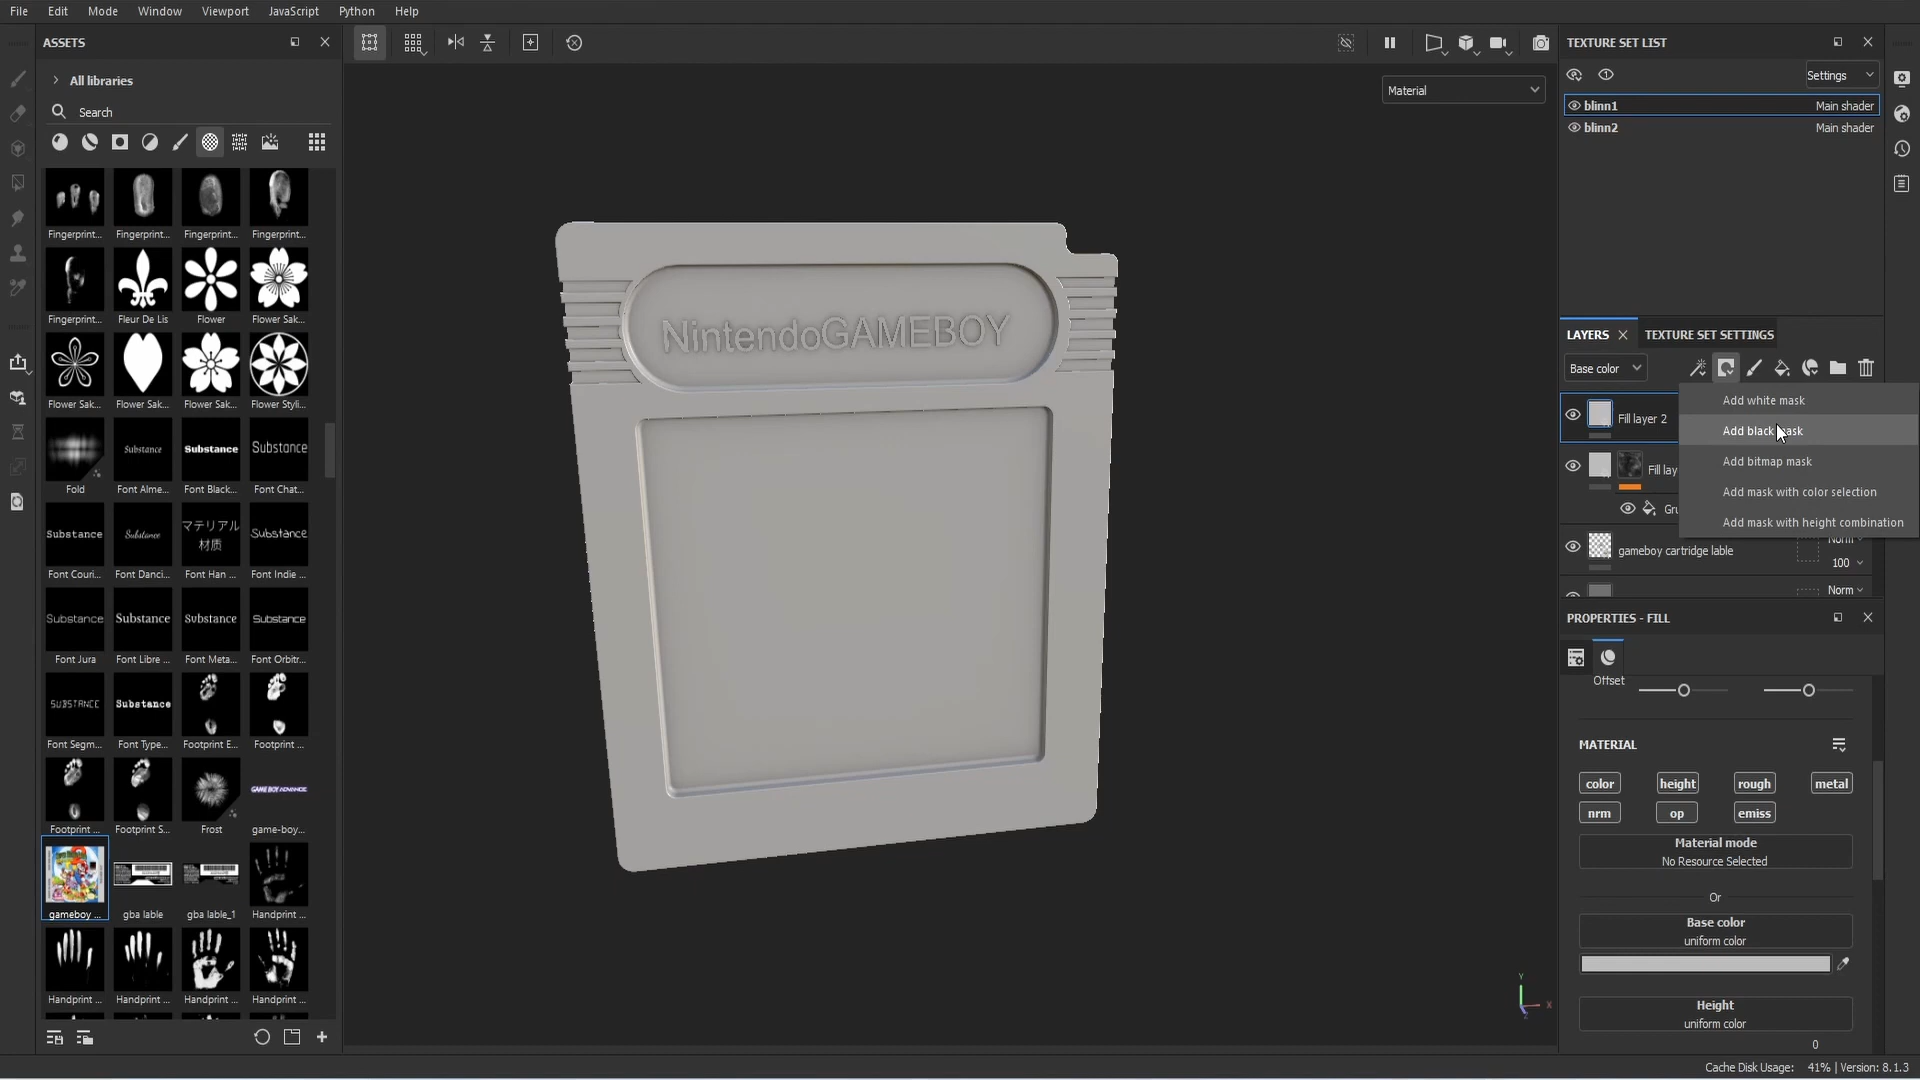 File Edit Mode Window Viewport JavaScript Python Help
ASSETS
All libraries
Search
Fingerprint... Fingerprint... Fingerprint... Fingerprint...
Fingerprint... Fleur De Lis Flower Flower Sak...
Flower Sak... Flower Sak... Flower Sak... Flower Styli...
Substance Substance Substance
Fold Font Alme... Font Black... Font Chat...
Substance Substance マテリアル 材质 Substance
Font Couri... Font Danci... Font Han ... Font Indie ...
Substance Substance Substance Substance
Font Jura Font Libre ... Font Meta... Font Orbitr...
SUBSTANCE Substance
Font Segm... Font Type... Footprint E... Footprint ...
GAME BOY ADVANCE
Footprint ... Footprint S... Frost game-boy...
gameboy ... gba lable gba lable_1 Handprint ...
Handprint ... Handprint ... Handprint ... Handprint ...
Material
NintendoGAMEBOY
Y
X
TEXTURE SET LIST
Settings
blinn1 Main shader
blinn2 Main shader
LAYERS TEXTURE SET SETTINGS
Base color
Add white mask
Fill layer 2
Add black mask
Add bitmap mask
Fill lay
Add mask with color selection
Gru
Add mask with height combination
Norm
gameboy cartridge lable
100
Norm
PROPERTIES - FILL
Offset
MATERIAL
color height rough metal
nrm op emiss
Material mode
No Resource Selected
Or
Base color
uniform color
Height
uniform color
0
Cache Disk Usage: 41% | Version: 8.1.3